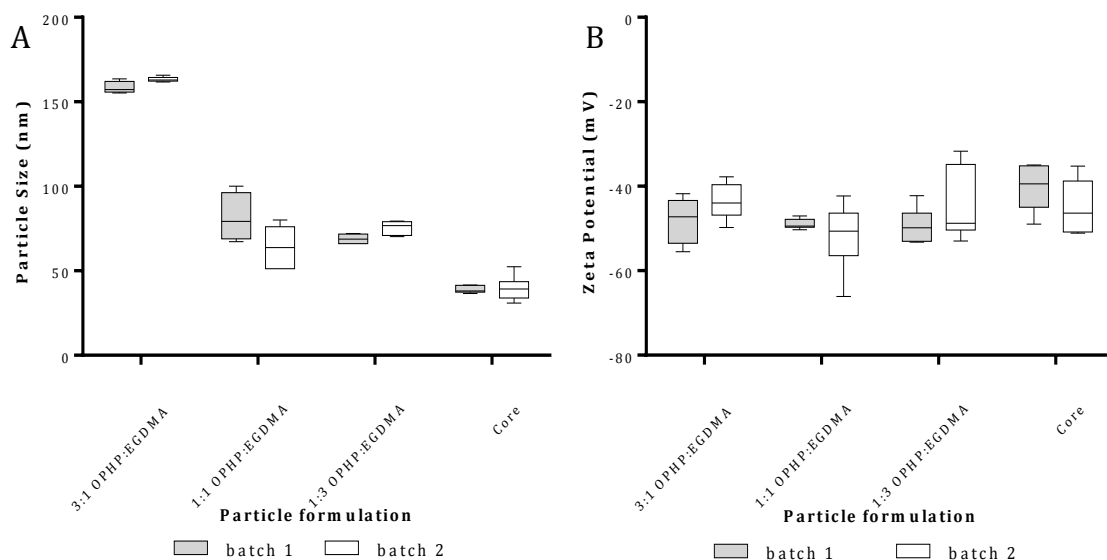 A
Particle Size (nm)
200
150
100
50
0
3:1 OPHP:EGDMA
1:1 OPHP:EGDMA
1:3 OPHP:EGDMA
Core
Particle formulation
batch 1
batch 2
B
Zeta Potential (mV)
-0
-20
-40
-60
-80
3:1 OPHP:EGDMA
1:1 OPHP:EGDMA
1:3 OPHP:EGDMA
Core
Particle formulation
batch 1
batch 2